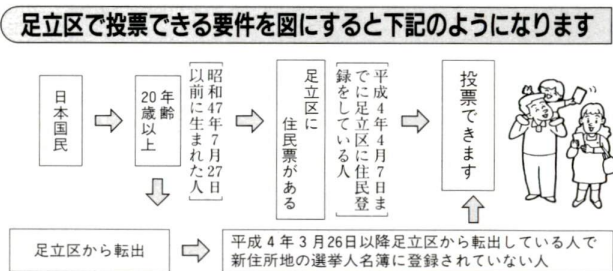 足立区で投票できる要件を図にすると下記のようになります
日本国民
年齢
20歳以上
昭和47年7月27日
以前に生まれた人
足立区に
住民票がある
平成4年4月7日ま
でに足立区に住民登
録をしている人
投票できます
足立区から転出
平成4年3月26日以降足立区から転出している人で
新住所地の選挙人名簿に登録されていない人